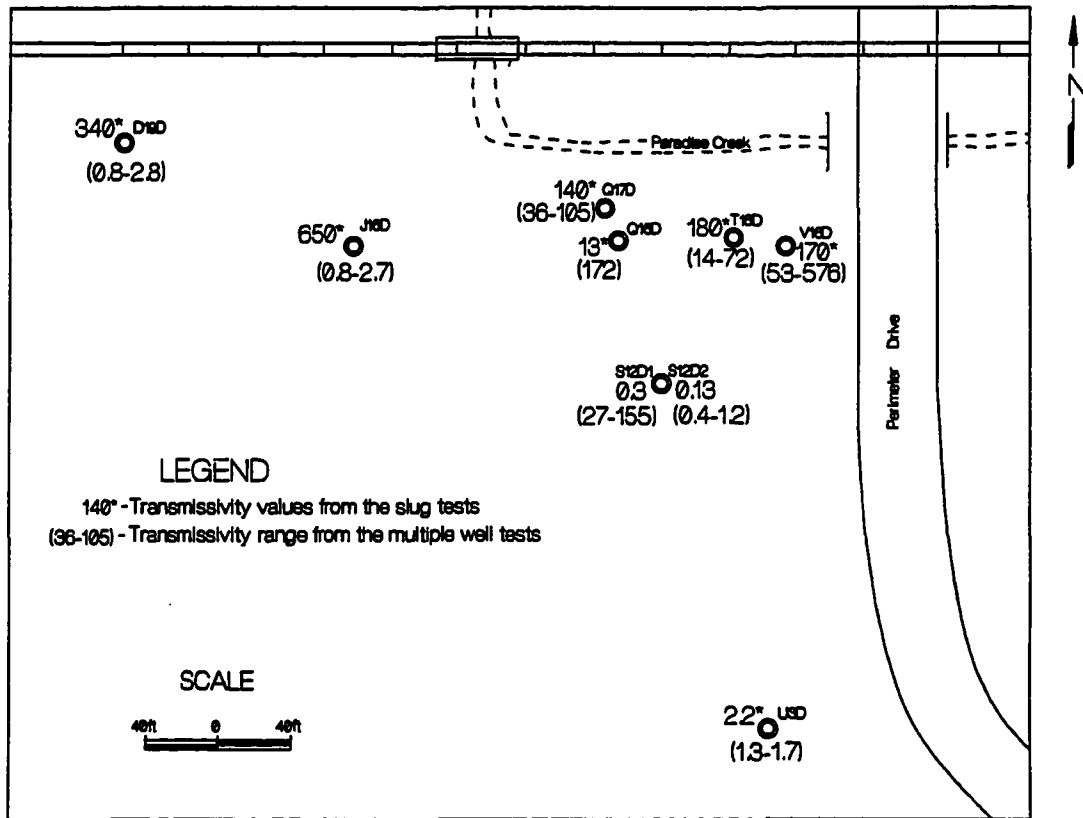 N
Paradise Creek
340* D19D
(0.8-2.8)
140* Q17D
(36-105)
650* J16D
(0.8-2.7)
13* Q16D
(172)
180* T16D
(14-72)
V16D
170*
(53-576)
Perimeter Drive
S12D1 S12D2
0.3 0.13
(27-155) (0.4-1.2)
LEGEND
140* - Transmissivity values from the slug tests
(36-105) - Transmissivity range from the multiple well tests
SCALE
40ft 0 40ft
2.2* U3D
(1.3-1.7)